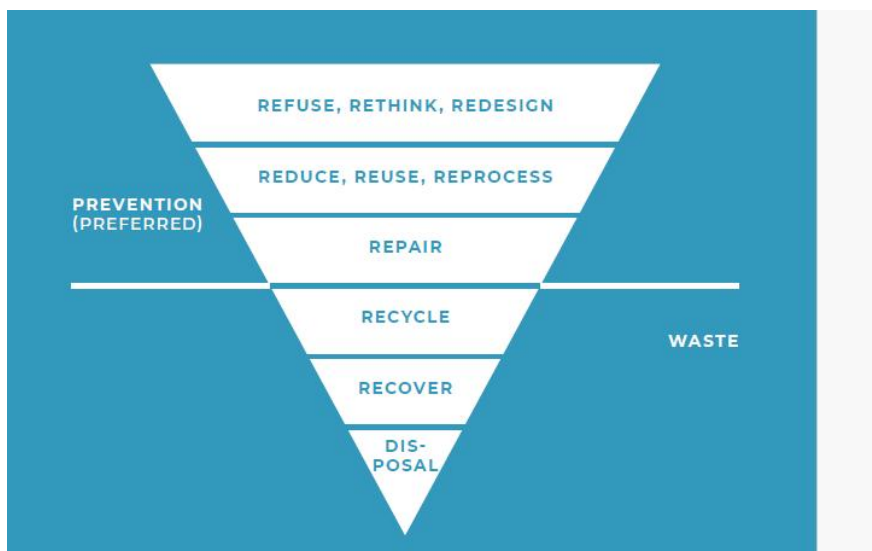 REFUSE, RETHINK, REDESIGN
REDUCE, REUSE, REPROCESS
PREVENTION
(PREFERRED)
REPAIR
RECYCLE
WASTE
RECOVER
DIS-
POSAL